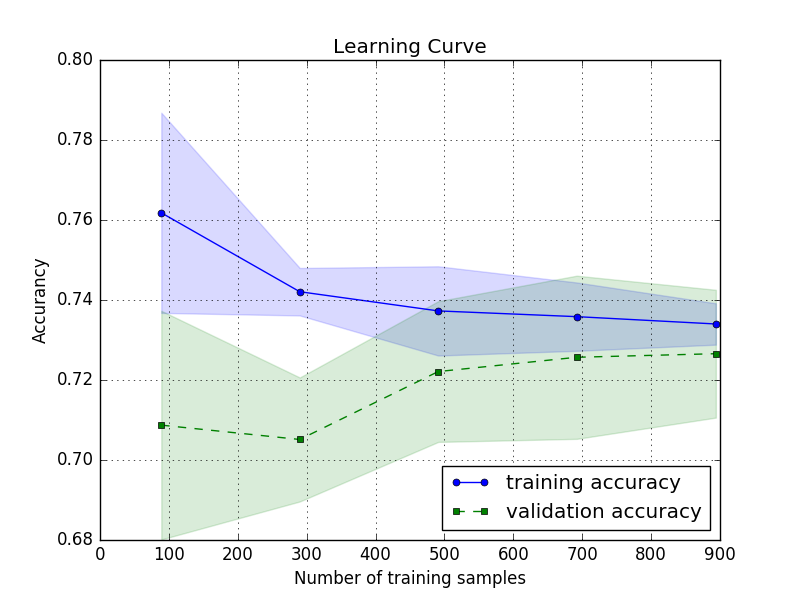 Learning Curve
0.80
0.78
0.76
0.74
0.72
0.70
0.68
Accurancy
0 100 200 300 400 500 600 700 800 900
Number of training samples
training accuracy
validation accuracy